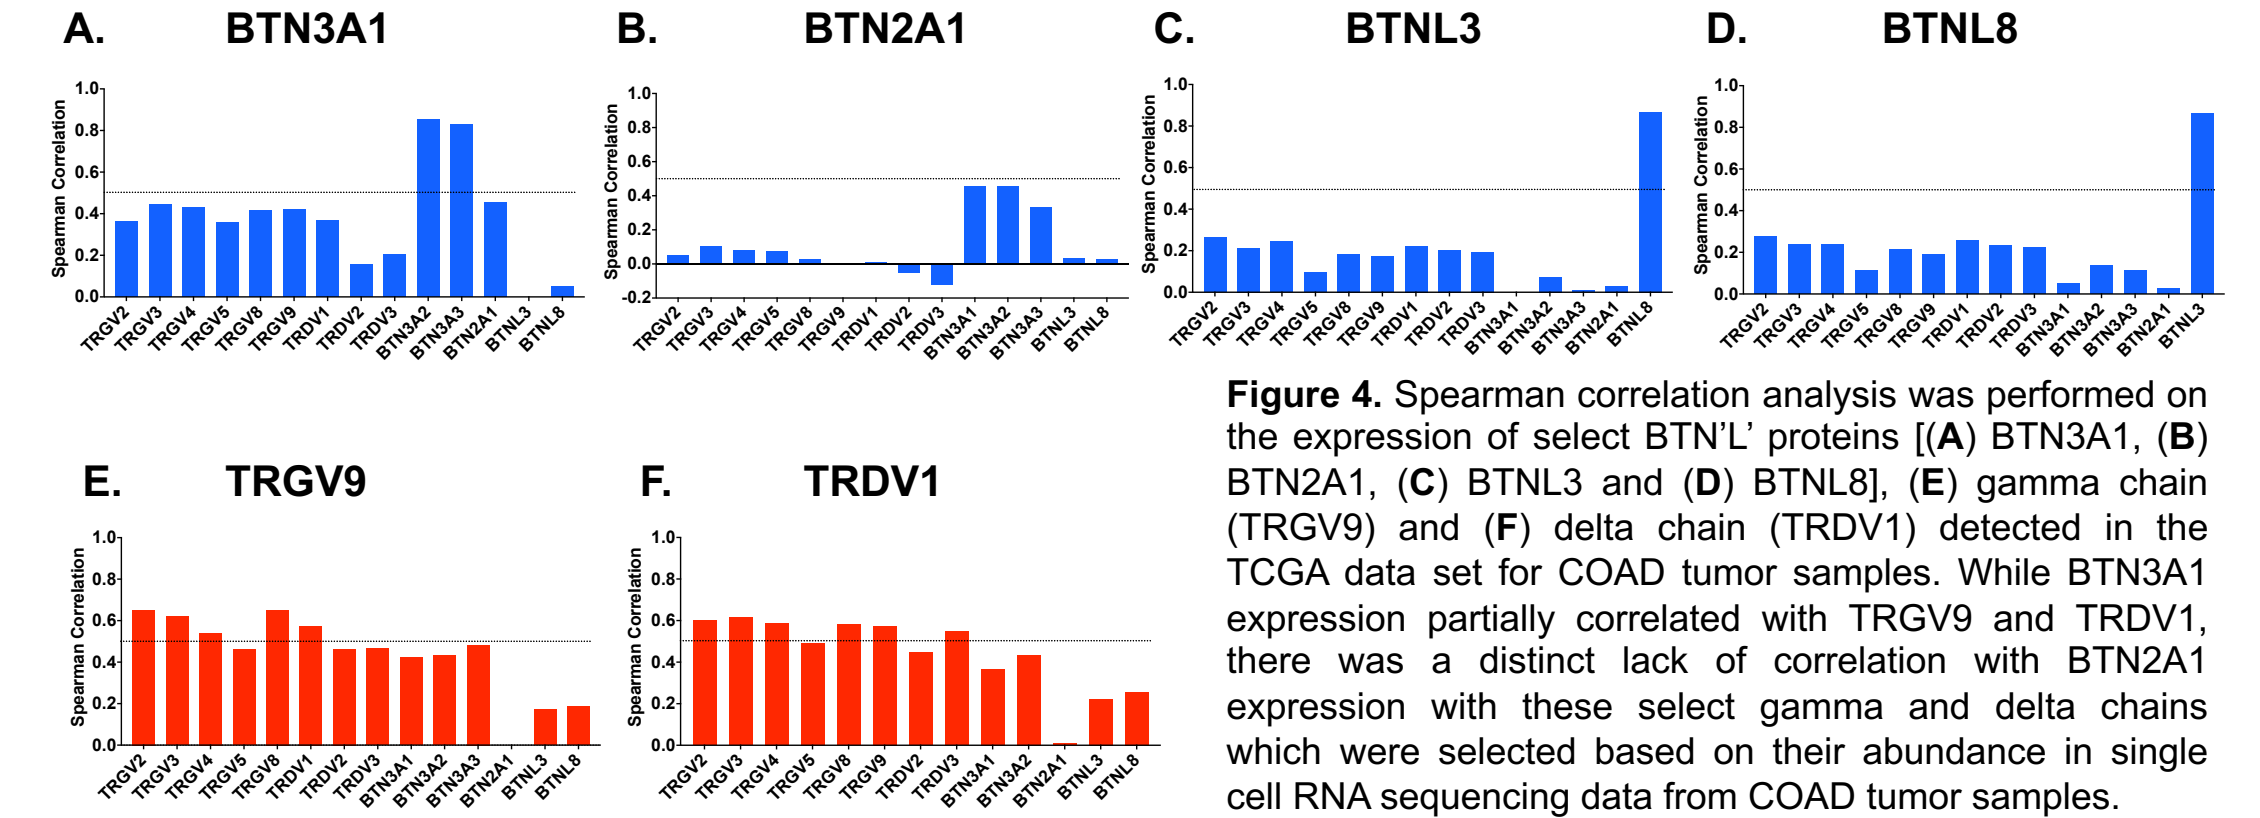 A. BTN3A1
Spearman Correlation
1.0
0.8
0.6
0.4
0.2
0.0
TRGV2 TRGV3 TRGV4 TRGV5 TRGV8 TRGV9 TRDV1 TRDV2 TRDV3 BTN3A2 BTN3A3 BTN2A1 BTNL3 BTNL8
B. BTN2A1
Spearman Correlation
1.0
0.8
0.6
0.4
0.2
0.0
-0.2
TRGV2 TRGV3 TRGV4 TRGV5 TRGV8 TRGV9 TRDV1 TRDV2 TRDV3 BTN3A1 BTN3A2 BTN3A3 BTNL3 BTNL8
C. BTNL3
Spearman Correlation
1.0
0.8
0.6
0.4
0.2
0.0
TRGV2 TRGV3 TRGV4 TRGV5 TRGV8 TRGV9 TRDV1 TRDV2 TRDV3 BTN3A1 BTN3A2 BTN3A3 BTN2A1 BTNL8
D. BTNL8
Spearman Correlation
1.0
0.8
0.6
0.4
0.2
0.0
TRGV2 TRGV3 TRGV4 TRGV5 TRGV8 TRGV9 TRDV1 TRDV2 TRDV3 BTN3A1 BTN3A2 BTN3A3 BTN2A1 BTNL3
E. TRGV9
Spearman Correlation
1.0
0.8
0.6
0.4
0.2
0.0
TRGV2 TRGV3 TRGV4 TRGV5 TRGV8 TRDV1 TRDV2 TRDV3 BTN3A1 BTN3A2 BTN3A3 BTN2A1 BTNL3 BTNL8
F. TRDV1
Spearman Correlation
1.0
0.8
0.6
0.4
0.2
0.0
TRGV2 TRGV3 TRGV4 TRGV5 TRGV8 TRGV9 TRDV2 TRDV3 BTN3A1 BTN3A2 BTN2A1 BTNL3 BTNL8
Figure 4. Spearman correlation analysis was performed on
the expression of select BTN’L’ proteins [(A) BTN3A1, (B)
BTN2A1, (C) BTNL3 and (D) BTNL8], (E) gamma chain
(TRGV9) and (F) delta chain (TRDV1) detected in the
TCGA data set for COAD tumor samples. While BTN3A1
expression partially correlated with TRGV9 and TRDV1,
there was a distinct lack of correlation with BTN2A1
expression with these select gamma and delta chains
which were selected based on their abundance in single
cell RNA sequencing data from COAD tumor samples.